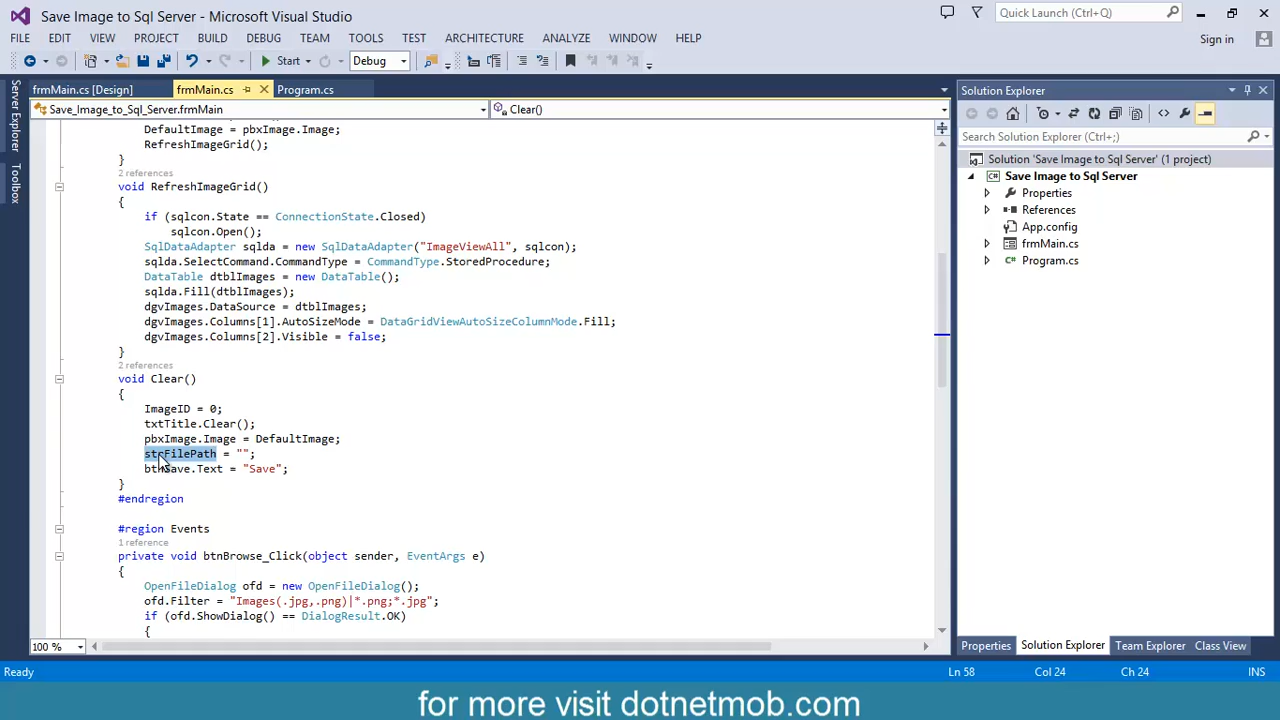 Save Image to Sql Server - Microsoft Visual Studio
Quick Launch (Ctrl+Q)
FILE EDIT VIEW PROJECT BUILD DEBUG TEAM TOOLS TEST ARCHITECTURE ANALYZE WINDOW HELP
Sign in
Start Debug
Server Explorer
Toolbox
frmMain.cs [Design] frmMain.cs Program.cs
Save_Image_to_Sql_Server.frmMain Clear()
DefaultImage = pbxImage.Image;
RefreshImageGrid();
}
2 references
void RefreshImageGrid()
{
if (sqlcon.State == ConnectionState.Closed)
sqlcon.Open();
SqlDataAdapter sqlda = new SqlDataAdapter("ImageViewAll", sqlcon);
sqlda.SelectCommand.CommandType = CommandType.StoredProcedure;
DataTable dtblImages = new DataTable();
sqlda.Fill(dtblImages);
dgvImages.DataSource = dtblImages;
dgvImages.Columns[1].AutoSizeMode = DataGridViewAutoSizeColumnMode.Fill;
dgvImages.Columns[2].Visible = false;
}
2 references
void Clear()
{
ImageID = 0;
txtTitle.Clear();
pbxImage.Image = DefaultImage;
strFilePath = "";
btnSave.Text = "Save";
}
#endregion
#region Events
1 reference
private void btnBrowse_Click(object sender, EventArgs e)
{
OpenFileDialog ofd = new OpenFileDialog();
ofd.Filter = "Images(.jpg,.png)|*.png;*.jpg";
if (ofd.ShowDialog() == DialogResult.OK)
{
100 %
Solution Explorer
Search Solution Explorer (Ctrl+;)
Solution 'Save Image to Sql Server' (1 project)
Save Image to Sql Server
Properties
References
App.config
frmMain.cs
Program.cs
Properties Solution Explorer Team Explorer Class View
Ready Ln 58 Col 24 Ch 24 INS
for more visit dotnetmob.com